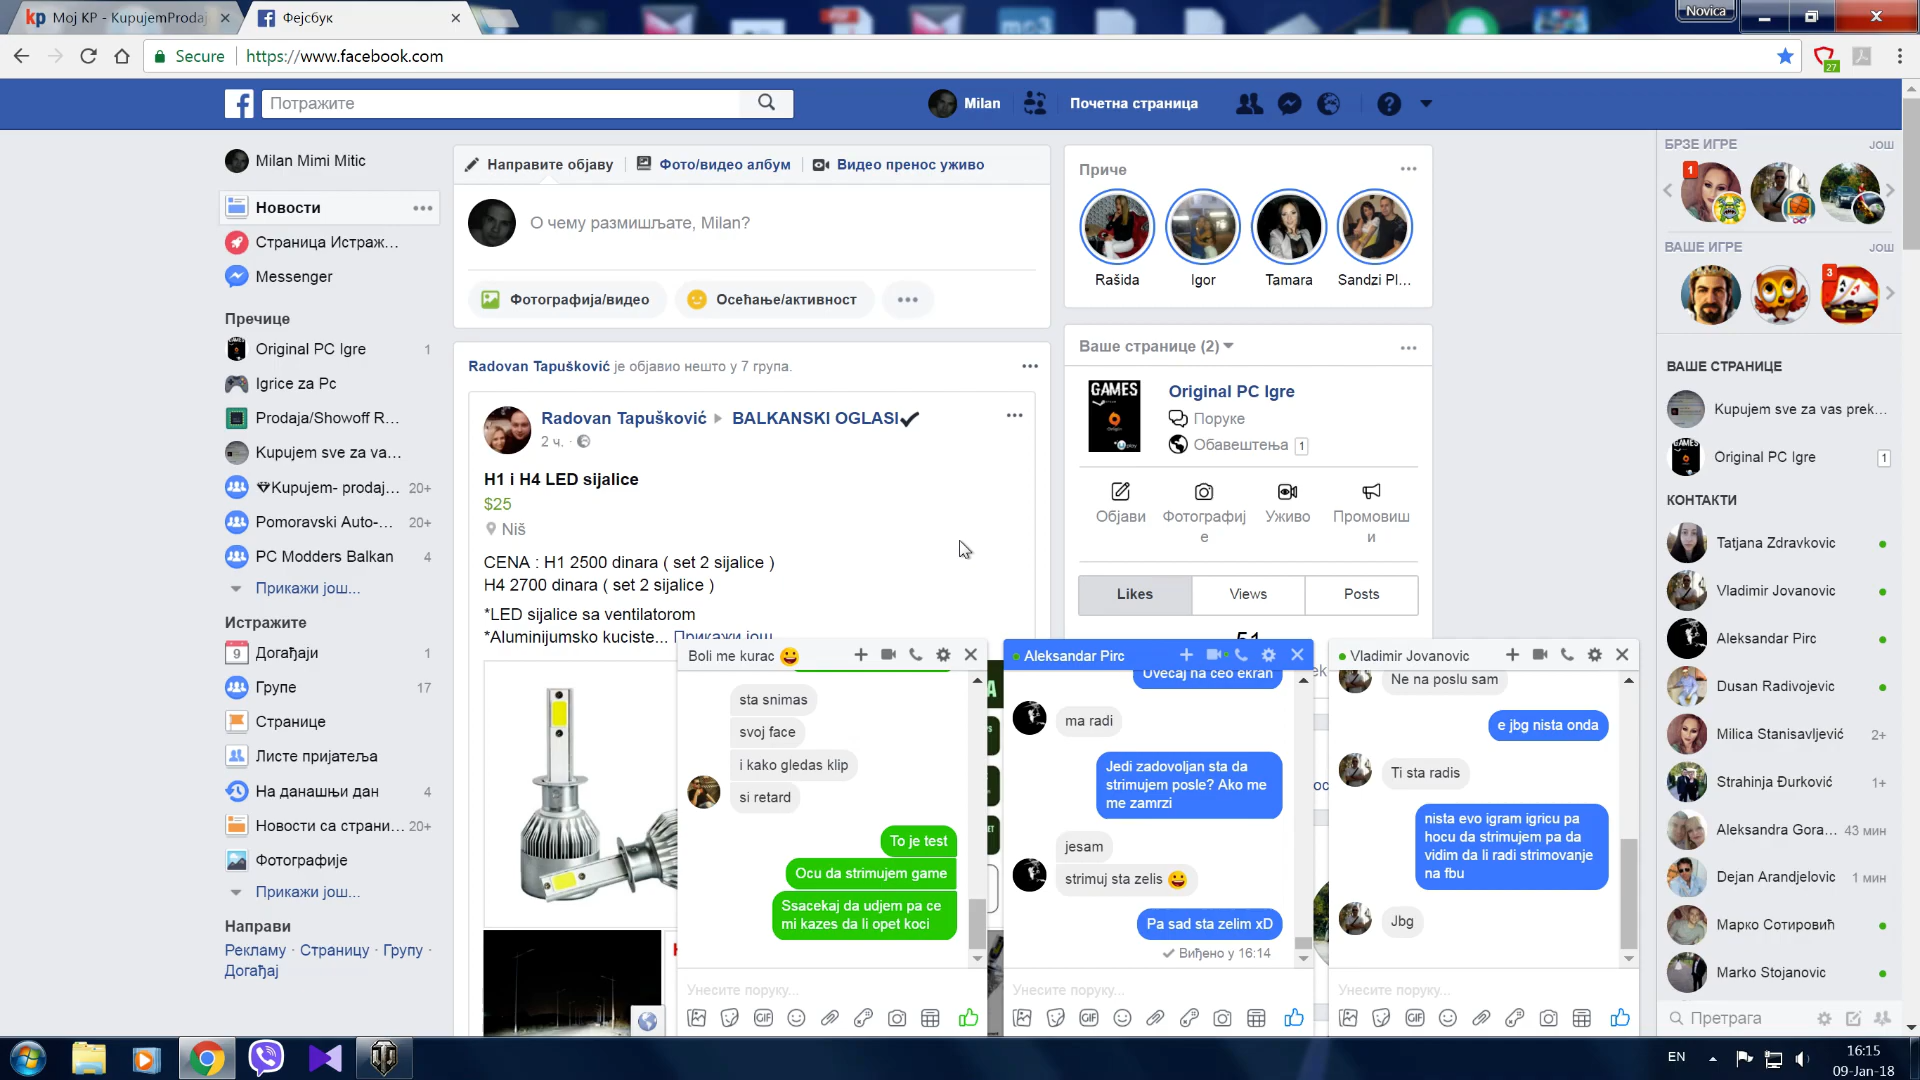 Moj KP - KupujemProdaj
Фејсбук
Novica
Secure
https://www.facebook.com
27
Потражите
Milan
Почетна страница
Milan Mimi Mitic
Новости
Страница Истраж...
Messenger
Пречице
Original PC Igre 1
Igrice za Pc
Prodaja/Showoff R...
Kupujem sve za va...
Kupujem- prodaj... 20+
Pomoravski Auto-... 20+
PC Modders Balkan 4
Прикажи још...
Истражите
9 Догађаји 1
Групе 17
Странице
Листе пријатеља
На данашњи дан 4
Новости са страни... 20+
Фотографије
Прикажи још...
Направи
Рекламу · Страницу · Групу ·
Догађај
Направите објаву
Фото/видео албум
Видео пренос уживо
О чему размишљате, Milan?
Фотографија/видео
Осећање/активност
Radovan Tapušković је објавио нешто у 7 група.
Radovan Tapušković
BALKANSKI OGLASI
2 ч. ·
H1 i H4 LED sijalice
$25
Niš
CENA : H1 2500 dinara ( set 2 sijalice )
H4 2700 dinara ( set 2 sijalice )
*LED sijalice sa ventilatorom
*Aluminijumsko kuciste... Прикажи још
Приче
Rašida
Igor
Tamara
Sandzi Pl...
Ваше странице (2)
GAMES
Original PC Igre
Поруке
Обавештења 1
Објави
Фотографиј
е
Уживо
Промовиш
и
Likes
Views
Posts
51
Boli me kurac
sta snimas
svoj face
i kako gledas klip
si retard
To je test
Ocu da strimujem game
Ssacekaj da udjem pa ce
mi kazes da li opet koci
Унесите поруку...
GIF
Aleksandar Pirc
Uvecaj na ceo ekran
ma radi
Jedi zadovoljan sta da
strimujem posle? Ako me
me zamrzi
jesam
strimuj sta zelis
Pa sad sta zelim xD
Виђено у 16:14
Унесите поруку...
GIF
Vladimir Jovanovic
Ne na poslu sam
e jbg nista onda
Ti sta radis
nista evo igram igricu pa
hocu da strimujem pa da
vidim da li radi strimovanje
na fbu
Jbg
Унесите поруку...
GIF
БРЗЕ ИГРЕ ЈОШ
1
ВАШЕ ИГРЕ ЈОШ
3
ВАШЕ СТРАНИЦЕ
Kupujem sve za vas prek...
Original PC Igre 1
КОНТАКТИ
Tatjana Zdravkovic
Vladimir Jovanovic
Aleksandar Pirc
Dusan Radivojevic
Milica Stanisavljević 2+
Strahinja Đurković 1+
Aleksandra Gora... 43 мин
Dejan Arandjelovic 1 мин
Марко Сотировић
Marko Stojanovic
Претрага
EN
16:15
09-Jan-18